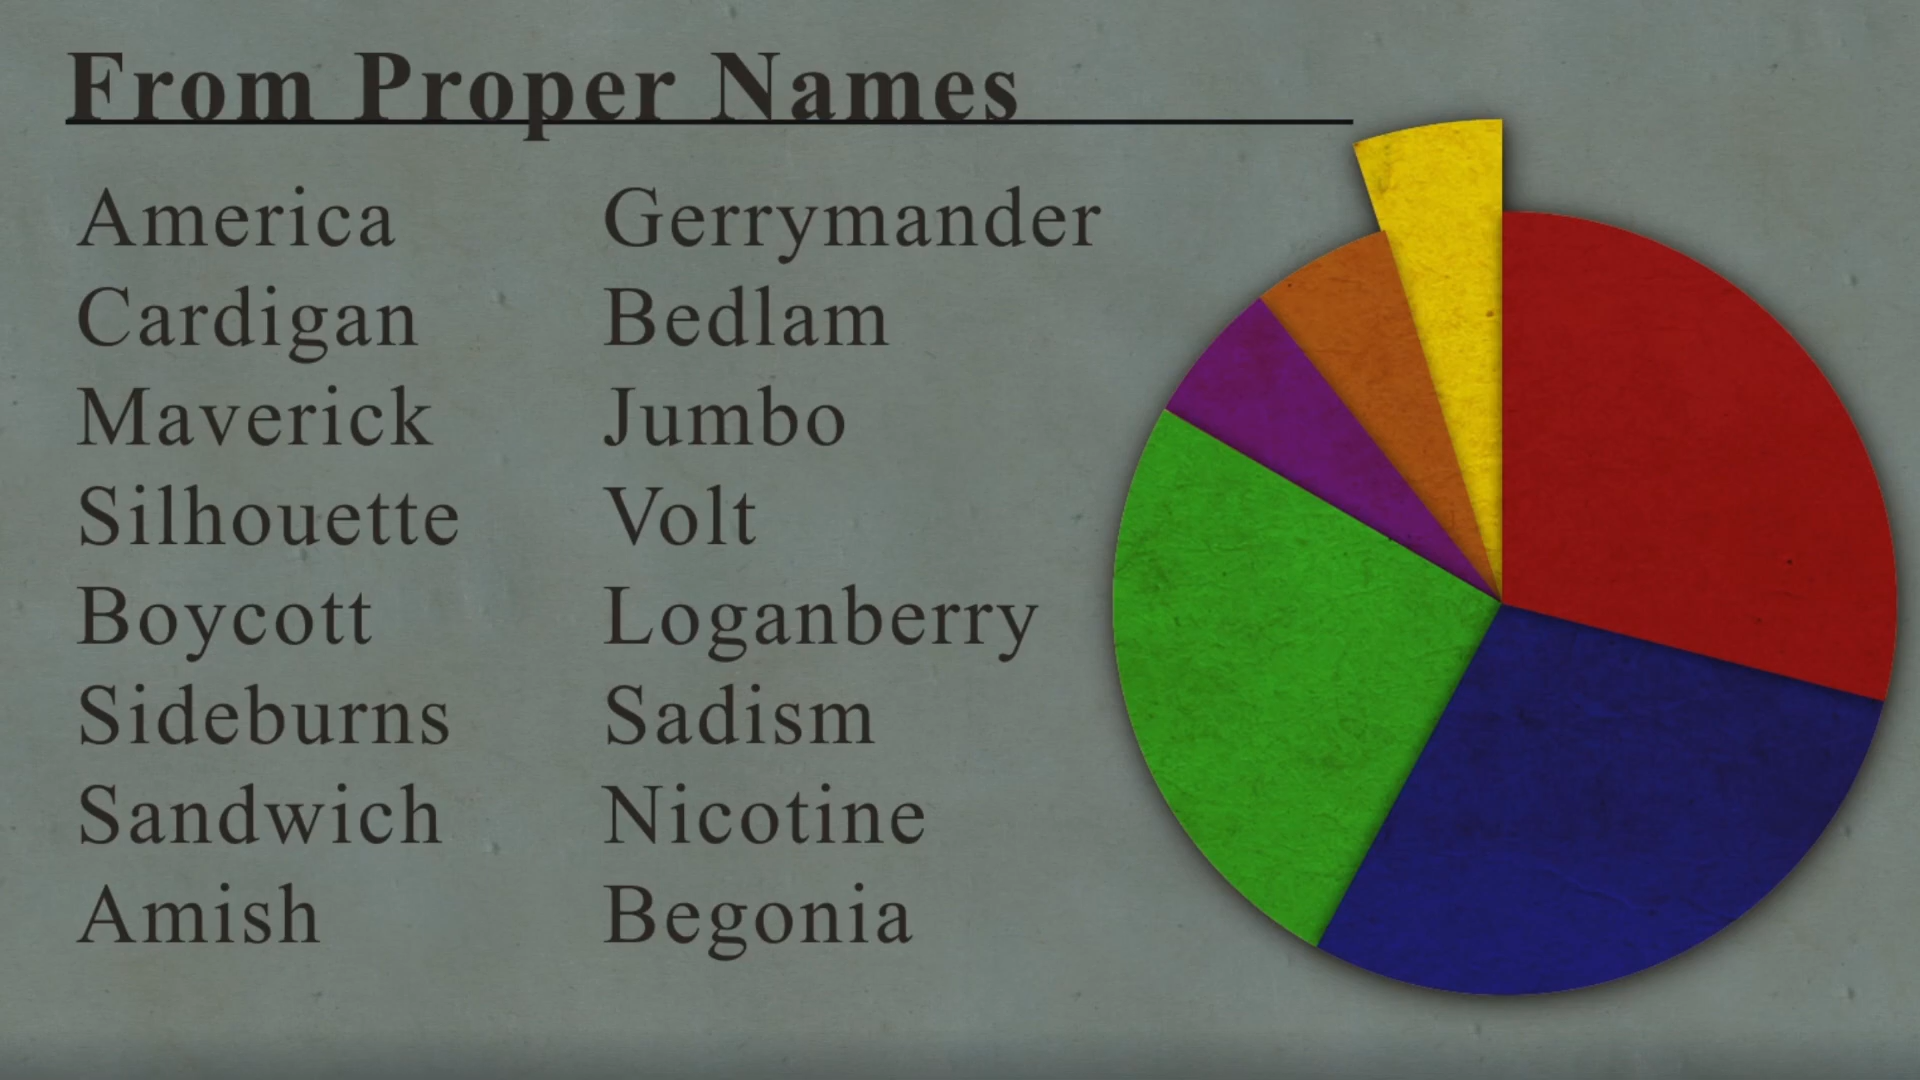 From Proper Names
America
Cardigan
Maverick
Silhouette
Boycott
Sideburns
Sandwich
Amish
Gerrymander
Bedlam
Jumbo
Volt
Loganberry
Sadism
Nicotine
Begonia